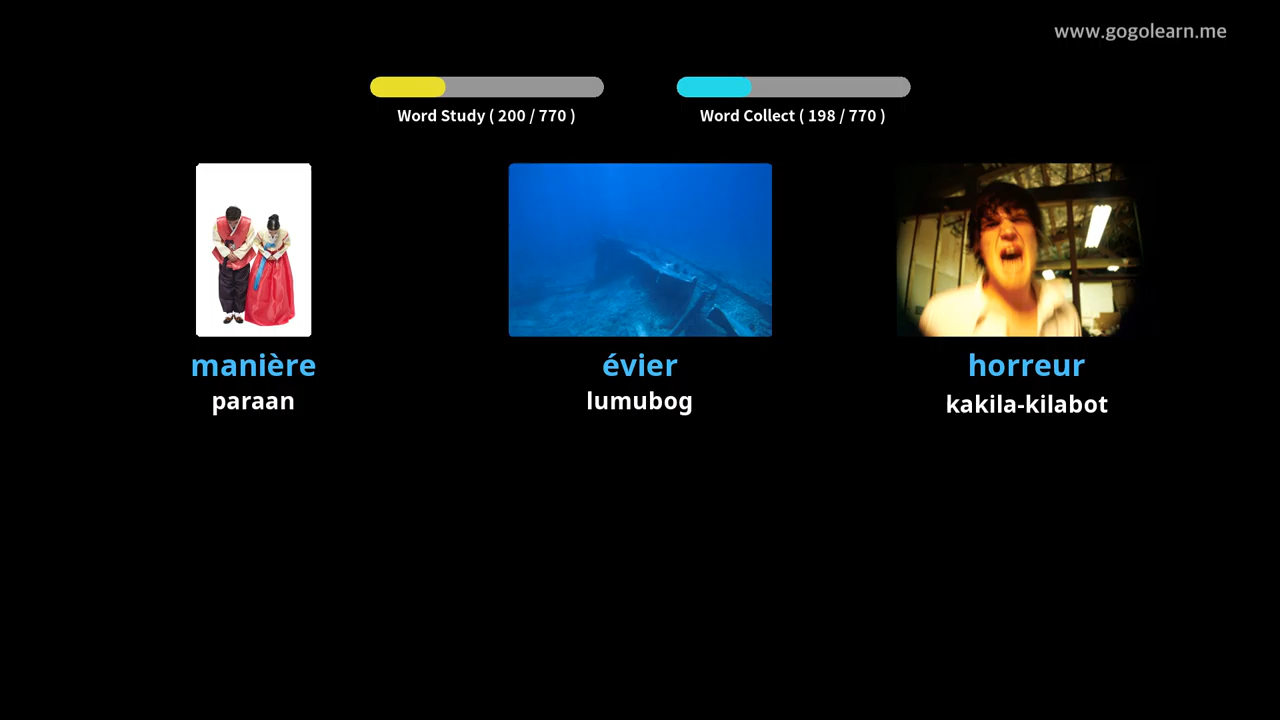 www.gogolearn.me
Word Study ( 200 / 770 )
Word Collect ( 198 / 770 )
manière
évier
horreur
paraan
lumubog
kakila-kilabot